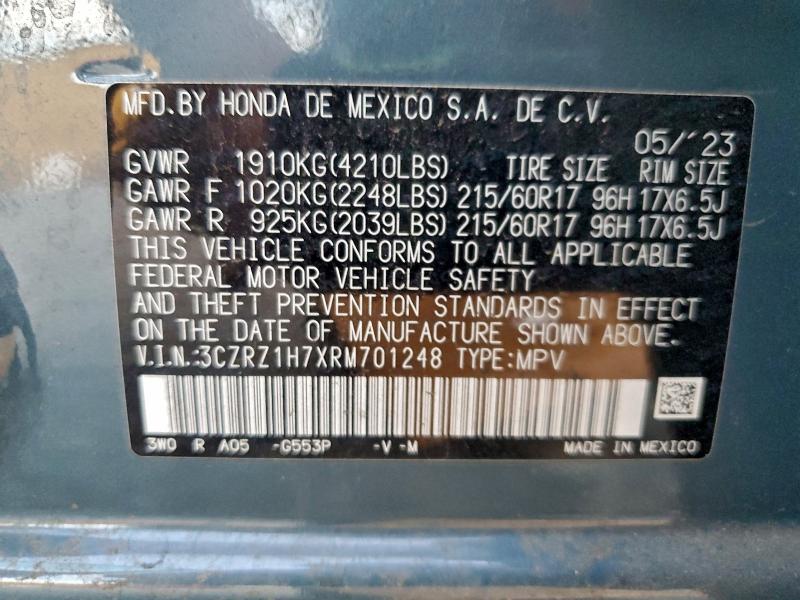 MFD.BY HONDA DE MEXICO S.A. DE C.V.
05/'23
GVWR 1910KG(4210LBS) TIRE SIZE RIM SIZE
GAWR F 1020KG(2248LBS) 215/60R17 96H 17X6.5J
GAWR R 925KG(2039LBS) 215/60R17 96H 17X6.5J
THIS VEHICLE CONFORMS TO ALL APPLICABLE
FEDERAL MOTOR VEHICLE SAFETY
AND THEFT PREVENTION STANDARDS IN EFFECT
ON THE DATE OF MANUFACTURE SHOWN ABOVE.
V.I.N.:3CZRZ1H7XRM701248 TYPE:MPV
3W0 R A05 -G553P -V -M MADE IN MEXICO